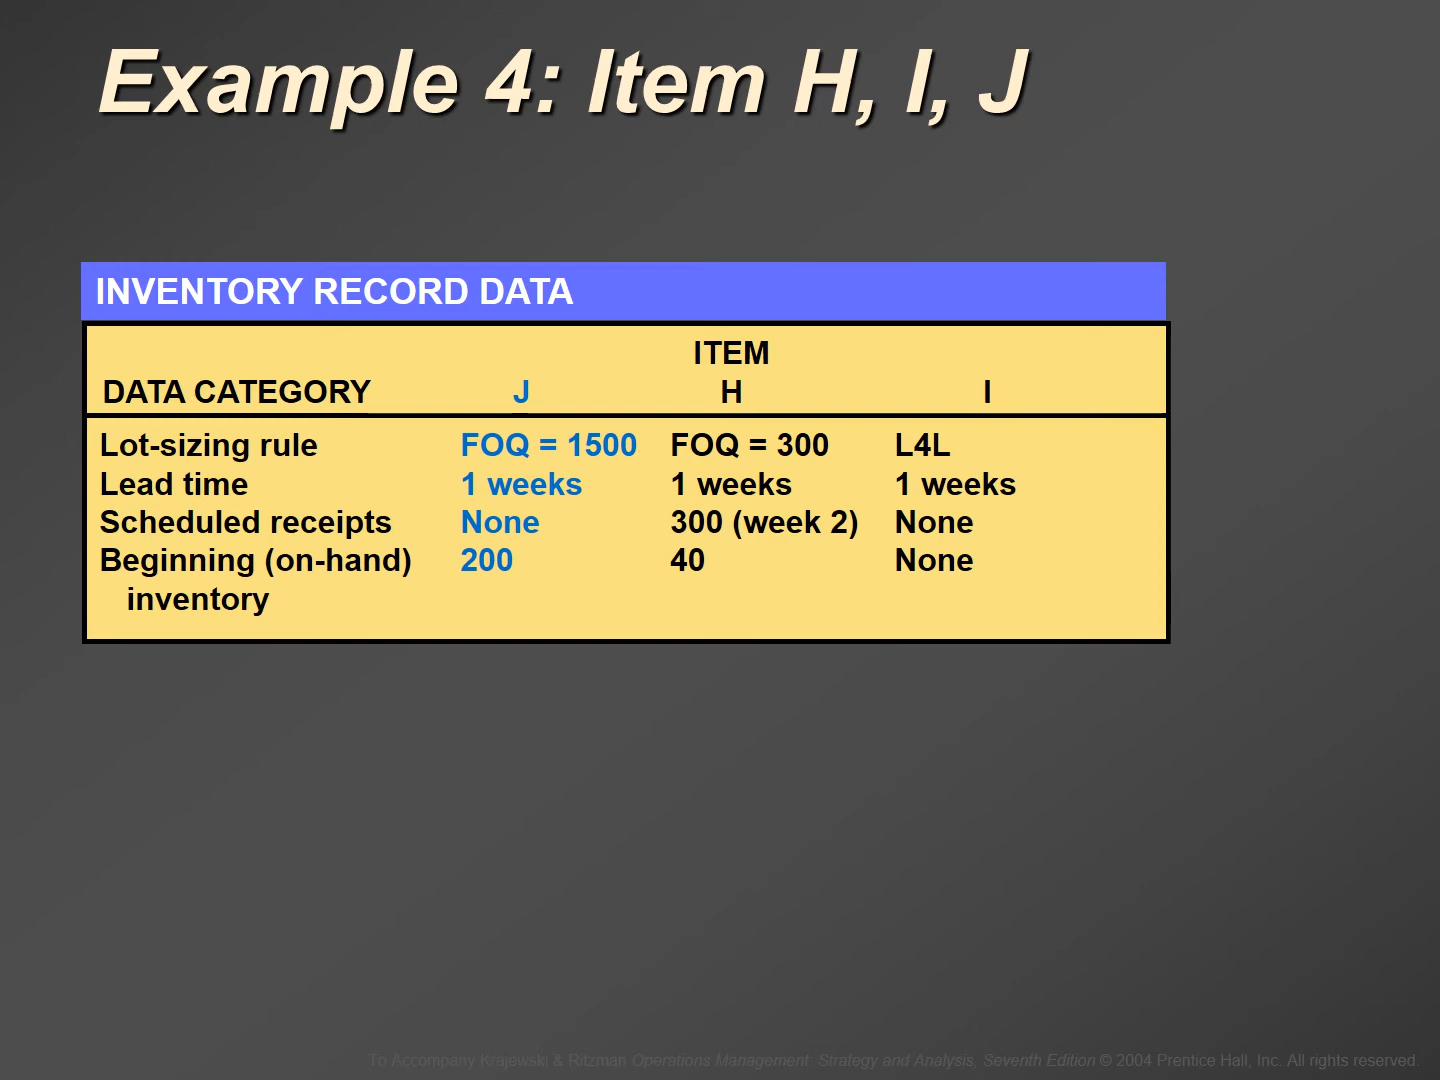 Example 4: Item H, I, J
INVENTORY RECORD DATA
ITEM
DATA CATEGORY J H I
Lot-sizing rule FOQ = 1500 FOQ = 300 L4L
Lead time 1 weeks 1 weeks 1 weeks
Scheduled receipts None 300 (week 2) None
Beginning (on-hand) 200 40 None
inventory
To Accompany Krajewski & Ritzman Operations Management: Strategy and Analysis, Seventh Edition © 2004 Prentice Hall, Inc. All rights reserved.